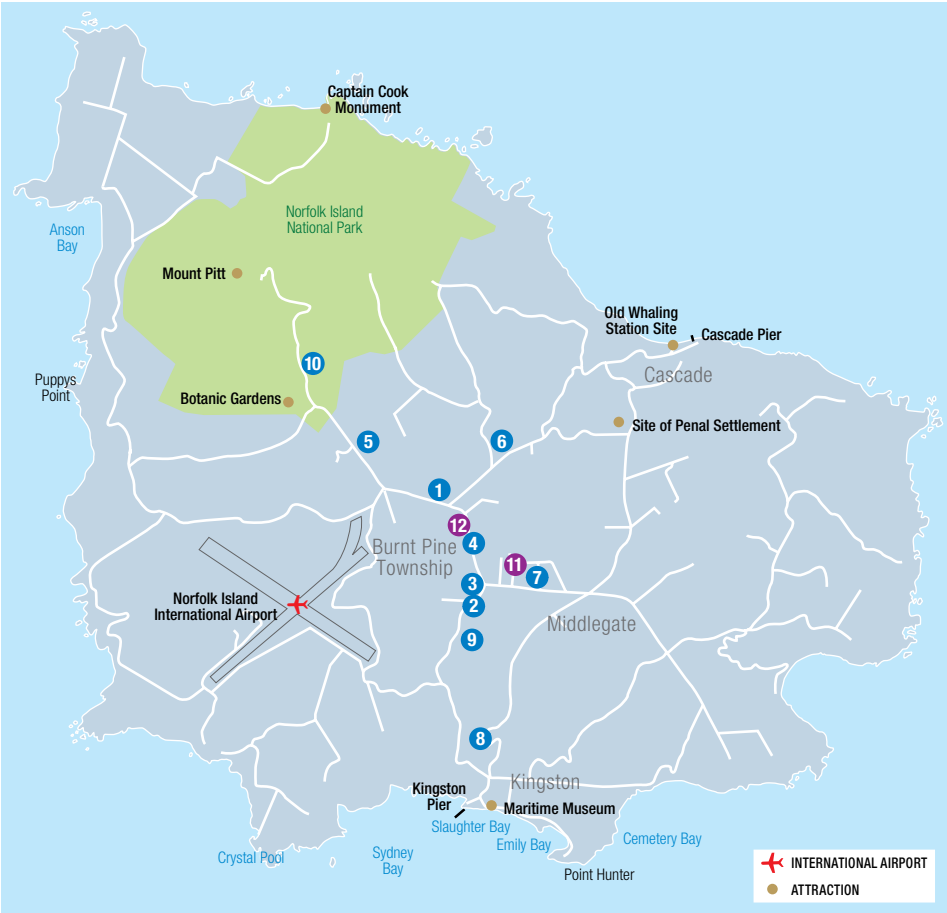 Captain Cook
Monument
Norfolk Island
National Park
Anson
Bay
Mount Pitt
Old Whaling
Station Site
Cascade Pier
10
Cascade
Puppys
Point
Botanic Gardens
Site of Penal Settlement
5
6
1
12
4
Burnt Pine
Township
11
7
3
Norfolk Island
International Airport
2
Middlegate
9
8
Kingston
Kingston
Pier
Maritime Museum
Slaughter Bay
Emily Bay
Cemetery Bay
Crystal Pool
Sydney
Bay
Point Hunter
INTERNATIONAL AIRPORT
ATTRACTION